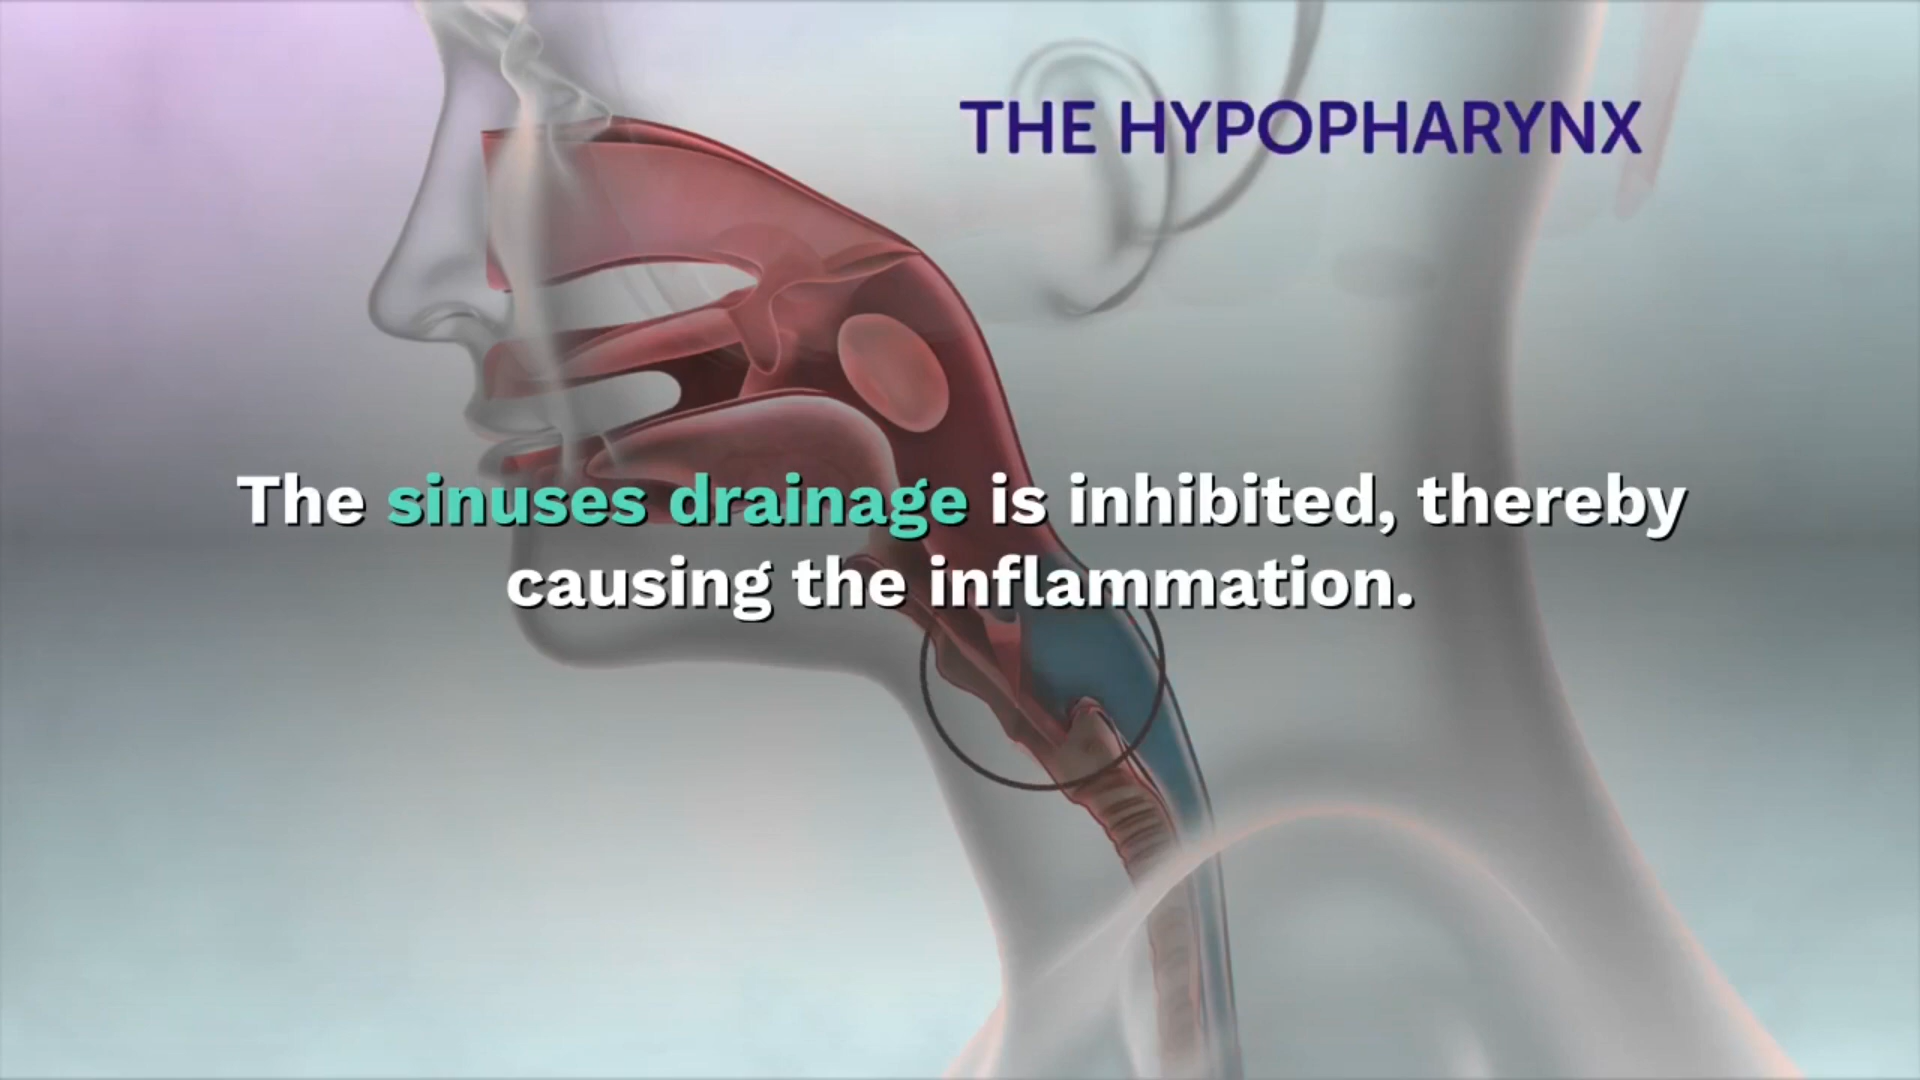 THE HYPOPHARYNX
The sinuses drainage is inhibited, thereby
causing the inflammation.